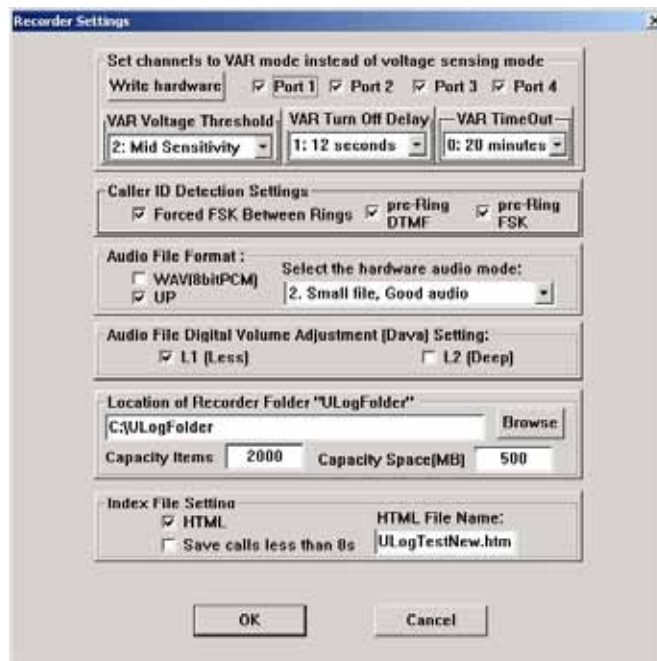 Recorder Settings
Set channels to VAR mode instead of voltage sensing mode
Write hardware Port 1 Port 2 Port 3 Port 4
VAR Voltage Threshold VAR Turn Off Delay VAR TimeOut
2: Mid Sensitivity 1: 12 seconds 0: 20 minutes
Caller ID Detection Settings
Forced FSK Between Rings pre-Ring DTMF pre-Ring FSK
Audio File Format :
WAV(8bitPCM) Select the hardware audio mode:
UP 2. Small file, Good audio
Audio File Digital Volume Adjustment (Dava) Setting:
L1 (Less) L2 (Deep)
Location of Recorder Folder "ULogFolder"
C:\ULogFolder Browse
Capacity Items 2000 Capacity Space(MB) 500
Index File Setting
HTML HTML File Name:
Save calls less than 8s ULogTestNew.htm
OK Cancel